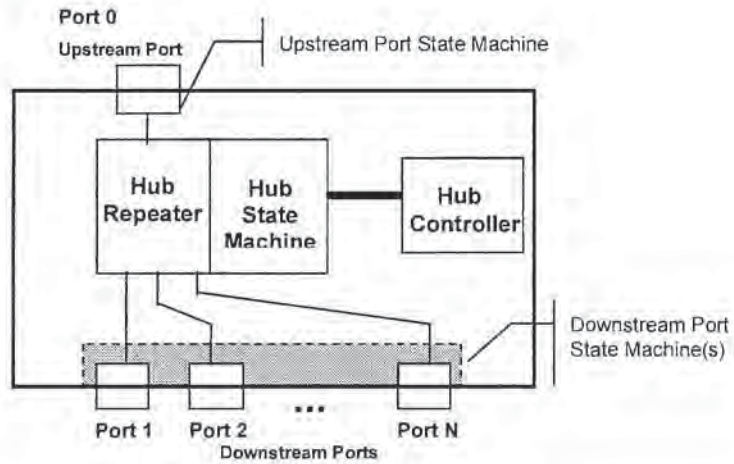 Port 0
Upstream Port
Upstream Port State Machine
Hub
Repeater
Hub
State
Machine
Hub
Controller
Downstream Port
State Machine(s)
Port 1
Port 2
...
Port N
Downstream Ports